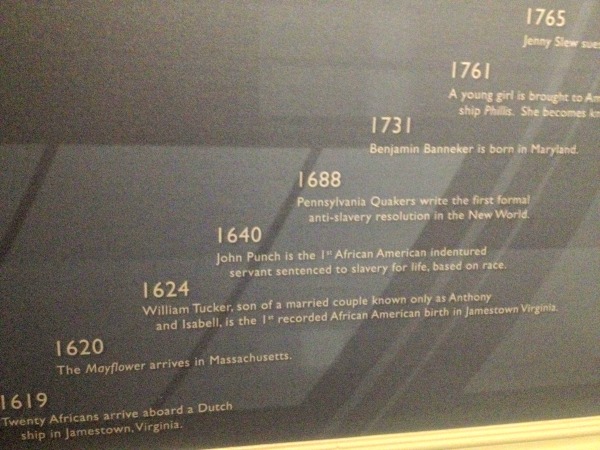 1765
Jenny Slew sues
1761
A young girl is brought to Am
ship Phillis. She becomes kn
1731
Benjamin Banneker is born in Maryland.
1688
Pennsylvania Quakers write the first formal
anti-slavery resolution in the New World.
1640
John Punch is the 1st African American indentured
servant sentenced to slavery for life, based on race.
1624
William Tucker, son of a married couple known only as Anthony
and Isabell, is the 1st recorded African American birth in Jamestown Virginia.
1620
The Mayflower arrives in Massachusetts.
1619
Twenty Africans arrive aboard a Dutch
ship in Jamestown, Virginia.